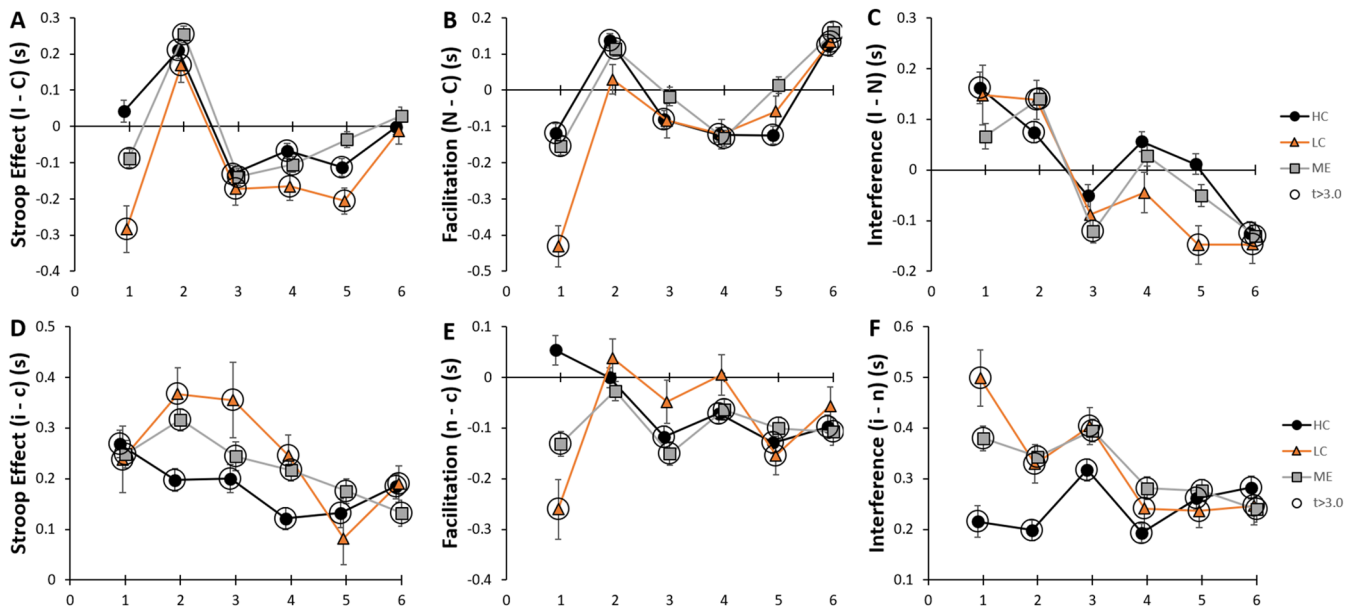 A
Stroop Effect (I - C) (s)
0.3
0.2
0.1
0
-0.1
-0.2
-0.3
-0.4
0 1 2 3 4 5 6
B
Facilitation (N - C) (s)
0.2
0.1
0
-0.1
-0.2
-0.3
-0.4
-0.5
0 1 2 3 4 5 6
C
Interference (I - N) (s)
0.3
0.2
0.1
0
-0.1
-0.2
0 1 2 3 4 5 6
HC
LC
ME
t>3.0
D
Stroop Effect (i - c) (s)
0.5
0.4
0.3
0.2
0.1
0
0 1 2 3 4 5 6
E
Facilitation (n - c) (s)
0.1
0
-0.1
-0.2
-0.3
-0.4
0 1 2 3 4 5 6
F
Interference (i - n) (s)
0.6
0.5
0.4
0.3
0.2
0.1
0 1 2 3 4 5 6
HC
LC
ME
t>3.0